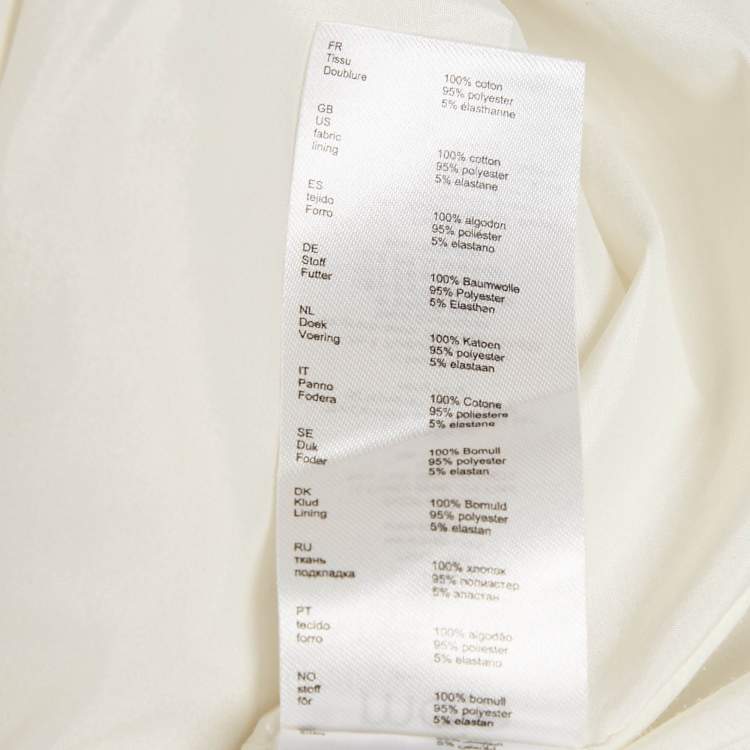 FR
Tissu 100% coton
Doublure 95% polyester
5% élasthanne
GB
US
fabric 100% cotton
lining 95% polyester
5% elastane
ES
tejido 100% algodon
Forro 95% poliéster
5% elastano
DE
Stoff 100% Baumwolle
Futter 95% Polyester
5% Elasthan
NL
Doek 100% Katoen
Voering 95% polyester
5% elastaan
IT
Panno 100% Cotone
Fodera 95% poliestere
5% elastane
SE
Duk 100% Bomull
Foder 95% polyester
5% elastan
DK
Klud 100% Bomuld
Lining 95% polyester
5% elastan
RU
ткань 100% хлопок
подкладка 95% полиэстер
5% эластан
PT
tecido 100% algodão
forro 95% poliéster
5% elastano
NO
stoff 100% bomull
fôr 95% polyester
5% elastan